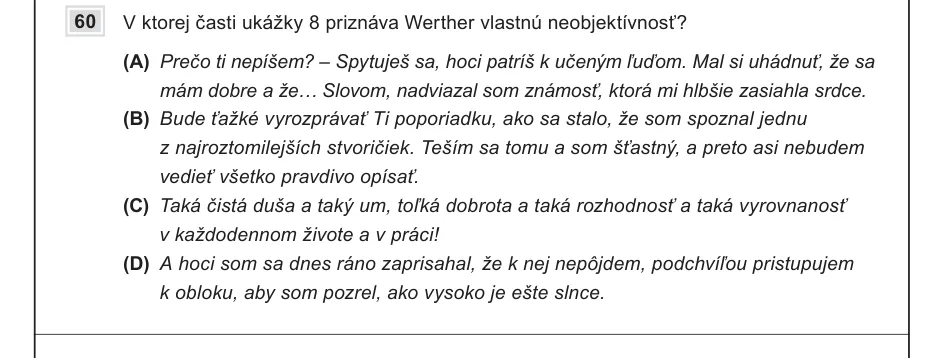 60 V ktorej časti ukážky 8 priznáva Werther vlastnú neobjektívnosť?
(A) Prečo ti nepíšem? – Spytuješ sa, hoci patríš k učeným ľuďom. Mal si uhádnuť, že sa
mám dobre a že… Slovom, nadviazal som známosť, ktorá mi hlbšie zasiahla srdce.
(B) Bude ťažké vyrozprávať Ti poporiadku, ako sa stalo, že som spoznal jednu
z najroztomilejších stvoričiek. Teším sa tomu a som šťastný, a preto asi nebudem
vedieť všetko pravdivo opísať.
(C) Taká čistá duša a taký um, toľká dobrota a taká rozhodnosť a taká vyrovnanosť
v každodennom živote a v práci!
(D) A hoci som sa dnes ráno zaprisahal, že k nej nepôjdem, podchvíľou pristupujem
k obloku, aby som pozrel, ako vysoko je ešte slnce.